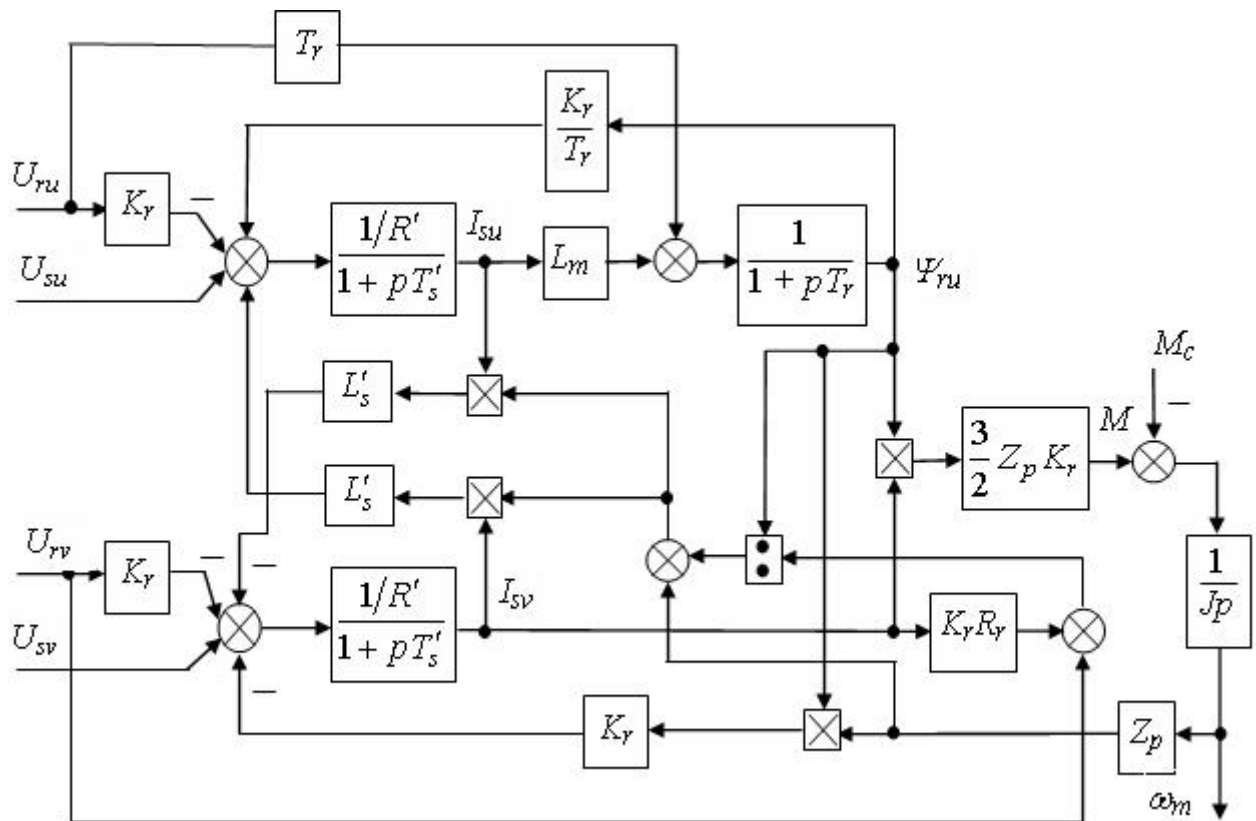 T_r
K_r / T_r
U_ru
K_r
–
1/R' / 1 + pT'_s
I_su
L_m
1 / 1 + pT_r
Ψ_ru
U_su
M_c
–
L'_s
3/2 Z_p K_r
M
L'_s
U_rv
K_r
–
–
1/R' / 1 + pT'_s
I_sv
K_r R_r
1 / Jp
U_sv
–
K_r
Z_p
ω_m